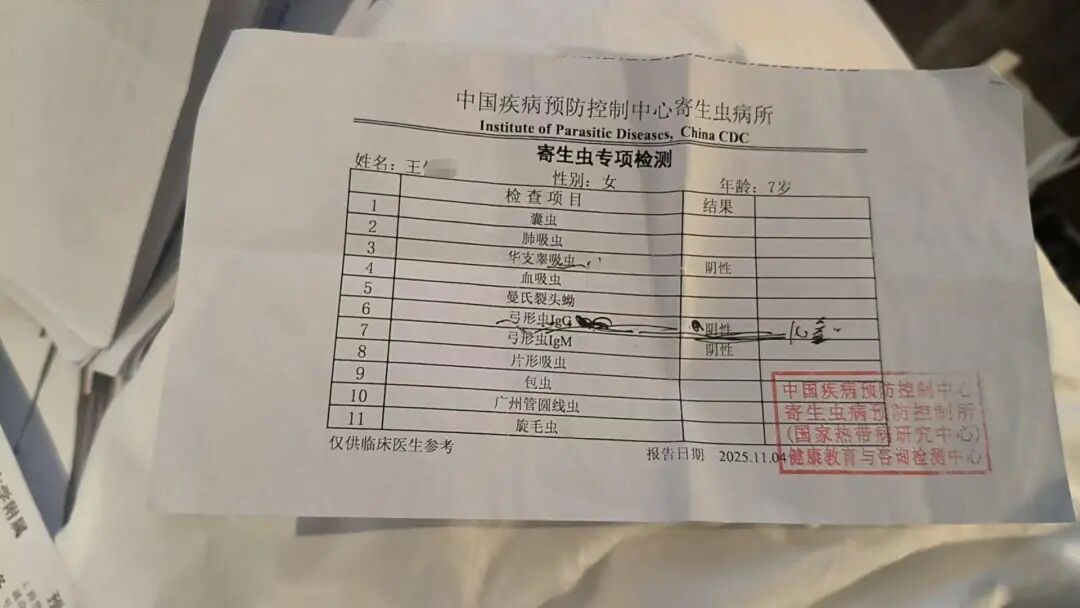 中国疾病预防控制中心寄生虫病所
Institute of Parasitic Diseases, China CDC
寄生虫专项检测
姓名：王 性别：女 年龄：7岁
检查项目 结果
1 囊虫
2 肺吸虫
3 华支睾吸虫 阴性
4 血吸虫
5 曼氏裂头蚴
6 弓形虫IgG 阴性
7 弓形虫IgM 阴性
8 片形吸虫
9 包虫
10 广州管圆线虫
11 旋毛虫
仅供临床医生参考 报告日期 2025.11.04
中国疾病预防控制中心
寄生虫病预防控制所
(国家热带病研究中心)
健康教育与咨询检测中心
学附属